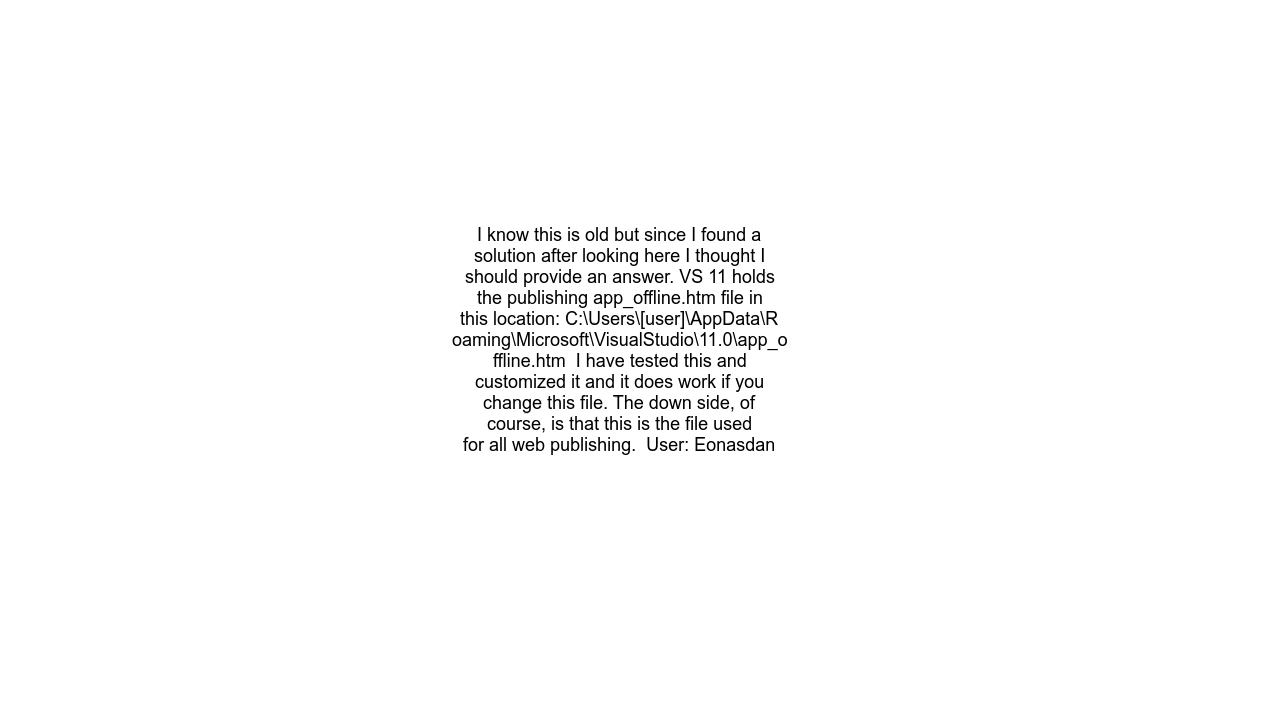 I know this is old but since I found a
solution after looking here I thought I
should provide an answer. VS 11 holds
the publishing app_offline.htm file in
this location: C:\Users\[user]\AppData\R
oaming\Microsoft\VisualStudio\11.0\app_o
ffline.htm  I have tested this and
customized it and it does work if you
change this file. The down side, of
course, is that this is the file used
for all web publishing.  User: Eonasdan